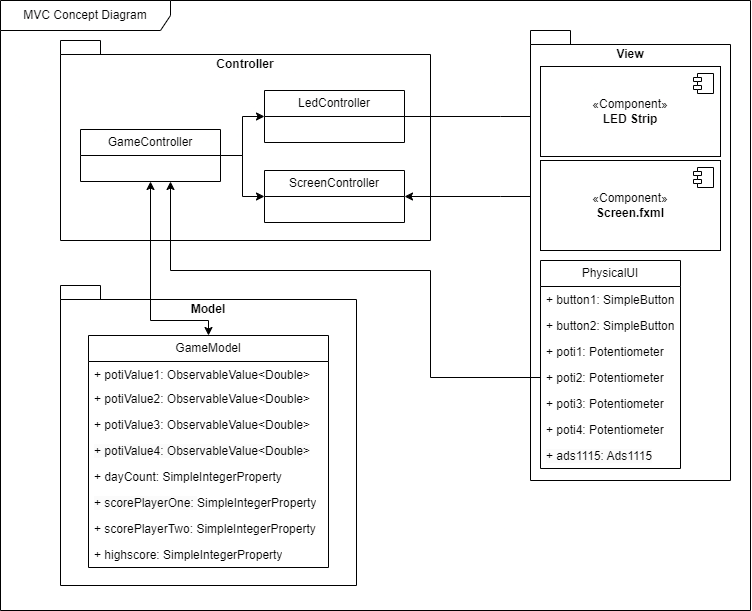 MVC Concept Diagram
Controller
LedController
GameController
ScreenController
View
«Component»
LED Strip
«Component»
Screen.fxml
PhysicalUI
+ button1: SimpleButton
+ button2: SimpleButton
+ poti1: Potentiometer
+ poti2: Potentiometer
+ poti3: Potentiometer
+ poti4: Potentiometer
+ ads1115: Ads1115
Model
GameModel
+ potiValue1: ObservableValue<Double>
+ potiValue2: ObservableValue<Double>
+ potiValue3: ObservableValue<Double>
+ potiValue4: ObservableValue<Double>
+ dayCount: SimpleIntegerProperty
+ scorePlayerOne: SimpleIntegerProperty
+ scorePlayerTwo: SimpleIntegerProperty
+ highscore: SimpleIntegerProperty